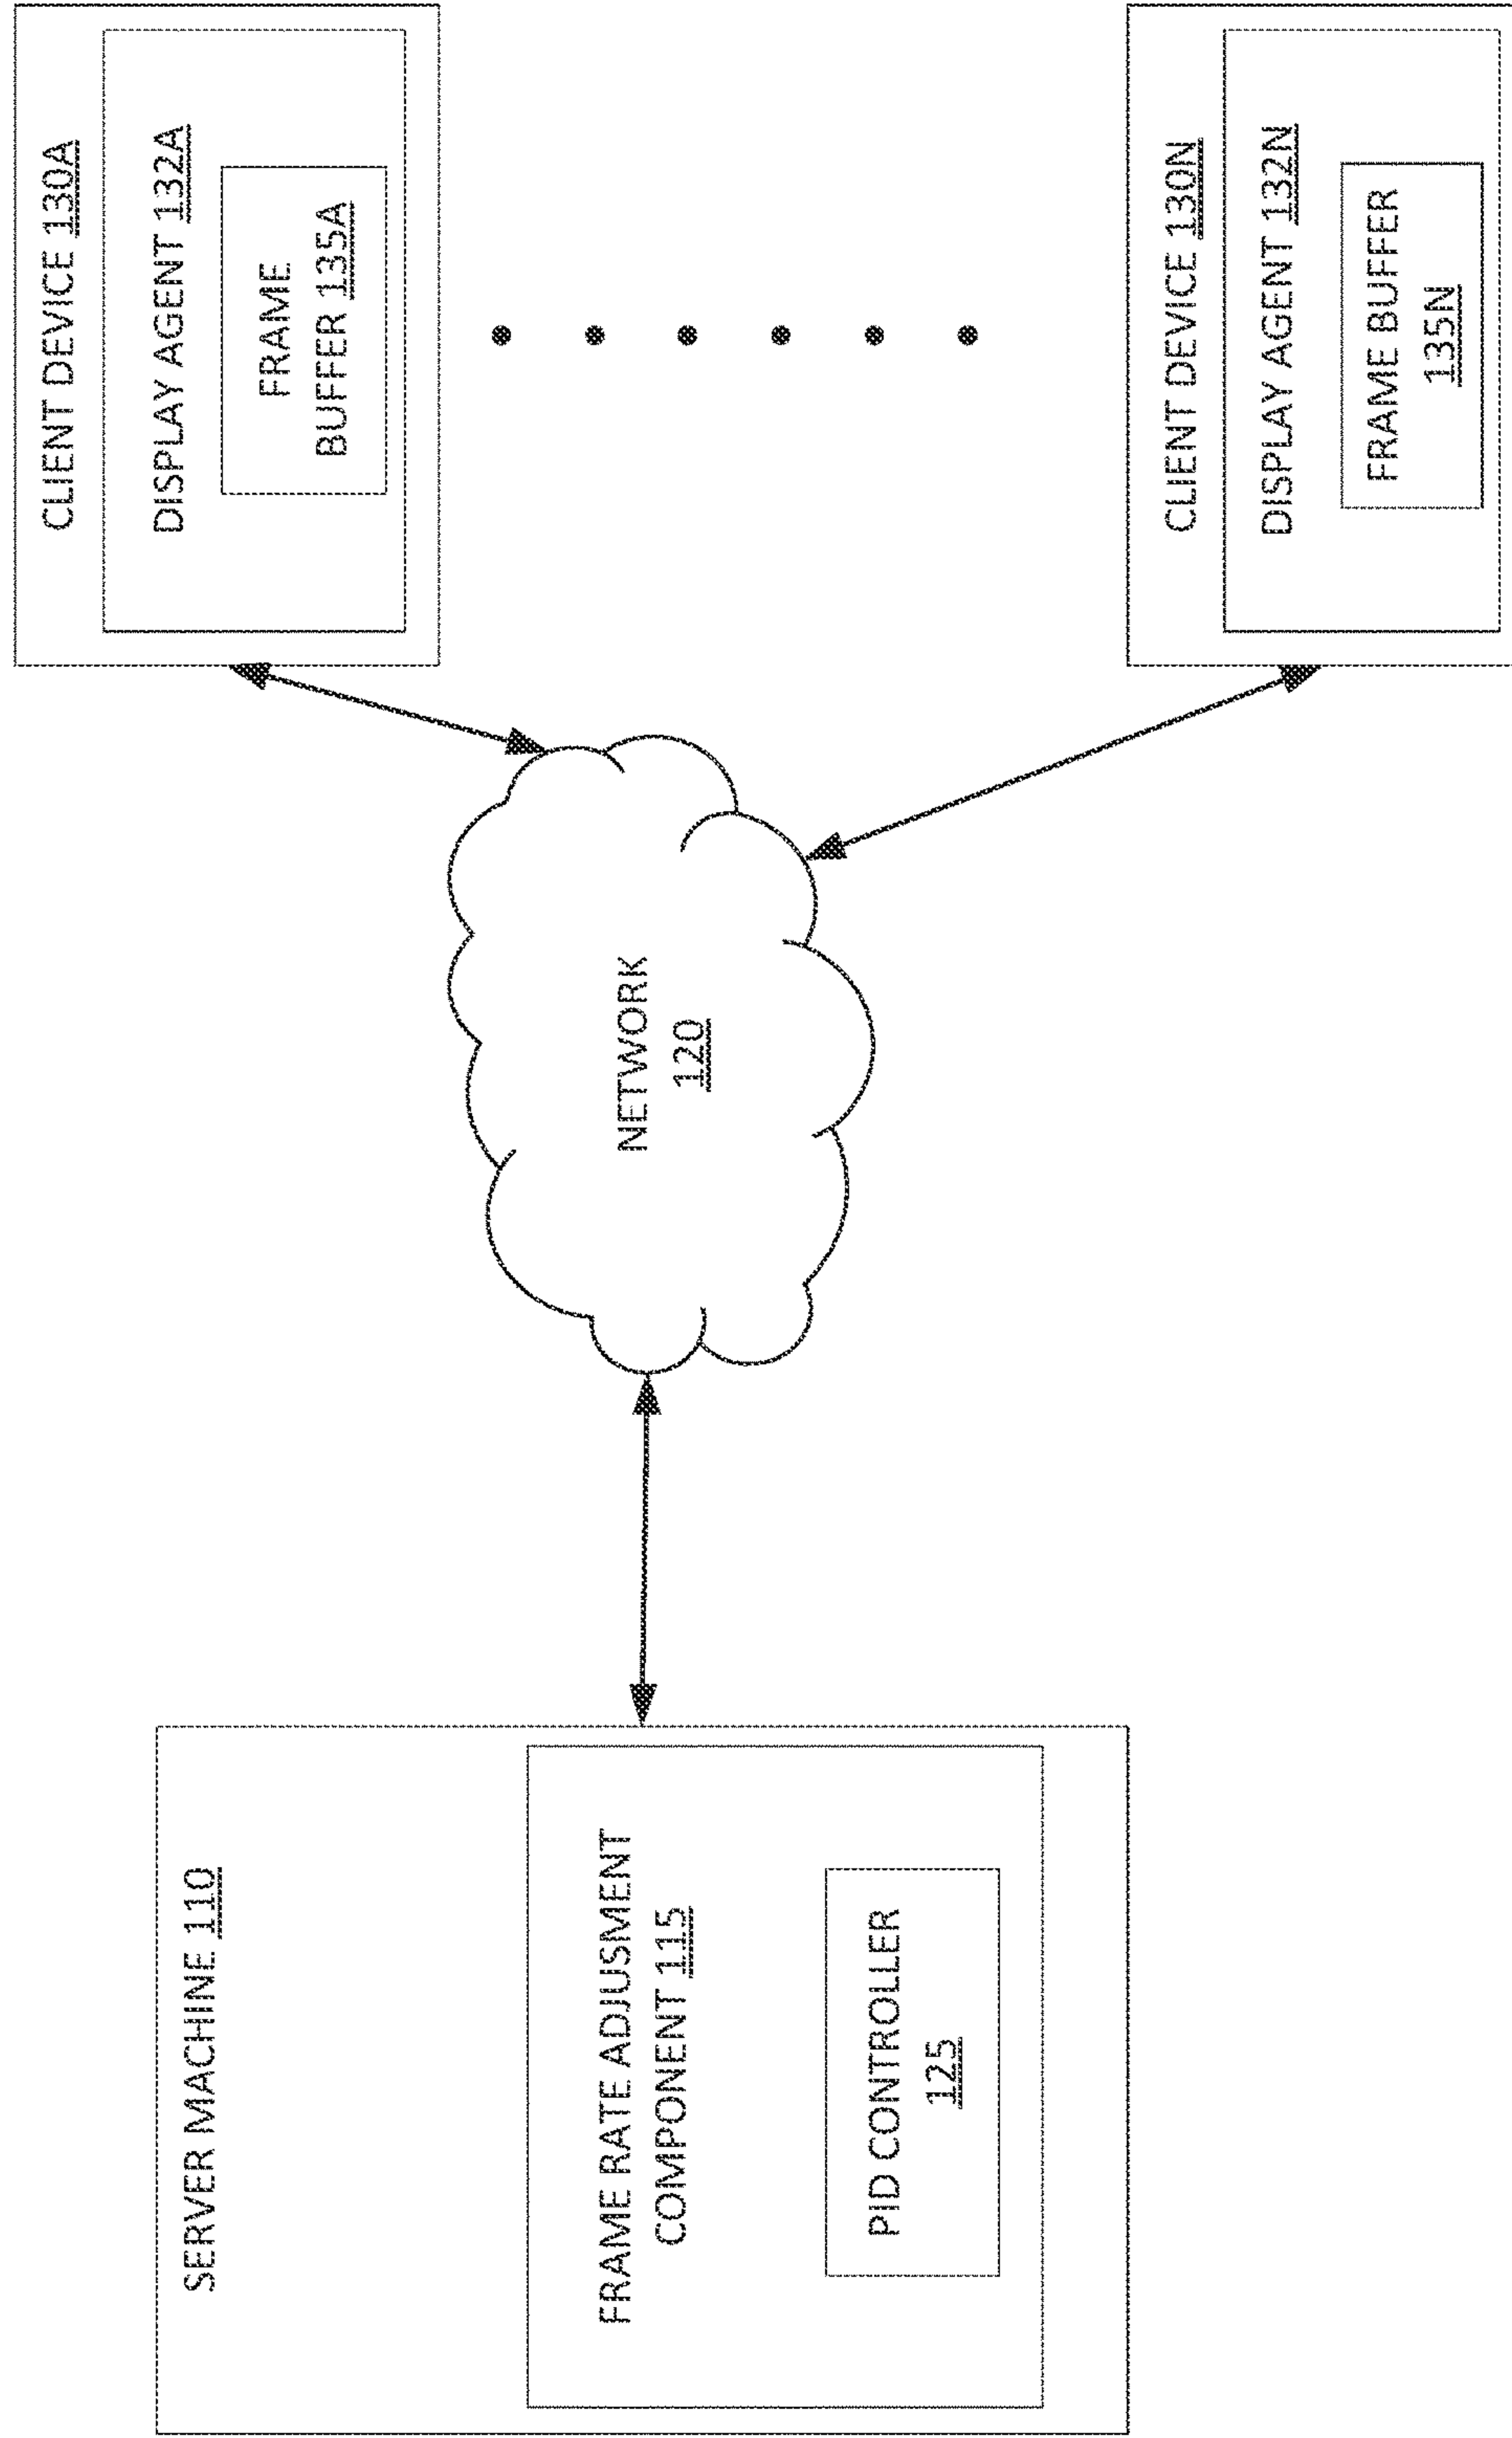 SERVER MACHINE 110
FRAME RATE ADJUSMENT
COMPONENT 115
PID CONTROLLER
125
NETWORK
120
CLIENT DEVICE 130A
DISPLAY AGENT 132A
FRAME
BUFFER 135A
CLIENT DEVICE 130N
DISPLAY AGENT 132N
FRAME BUFFER
135N